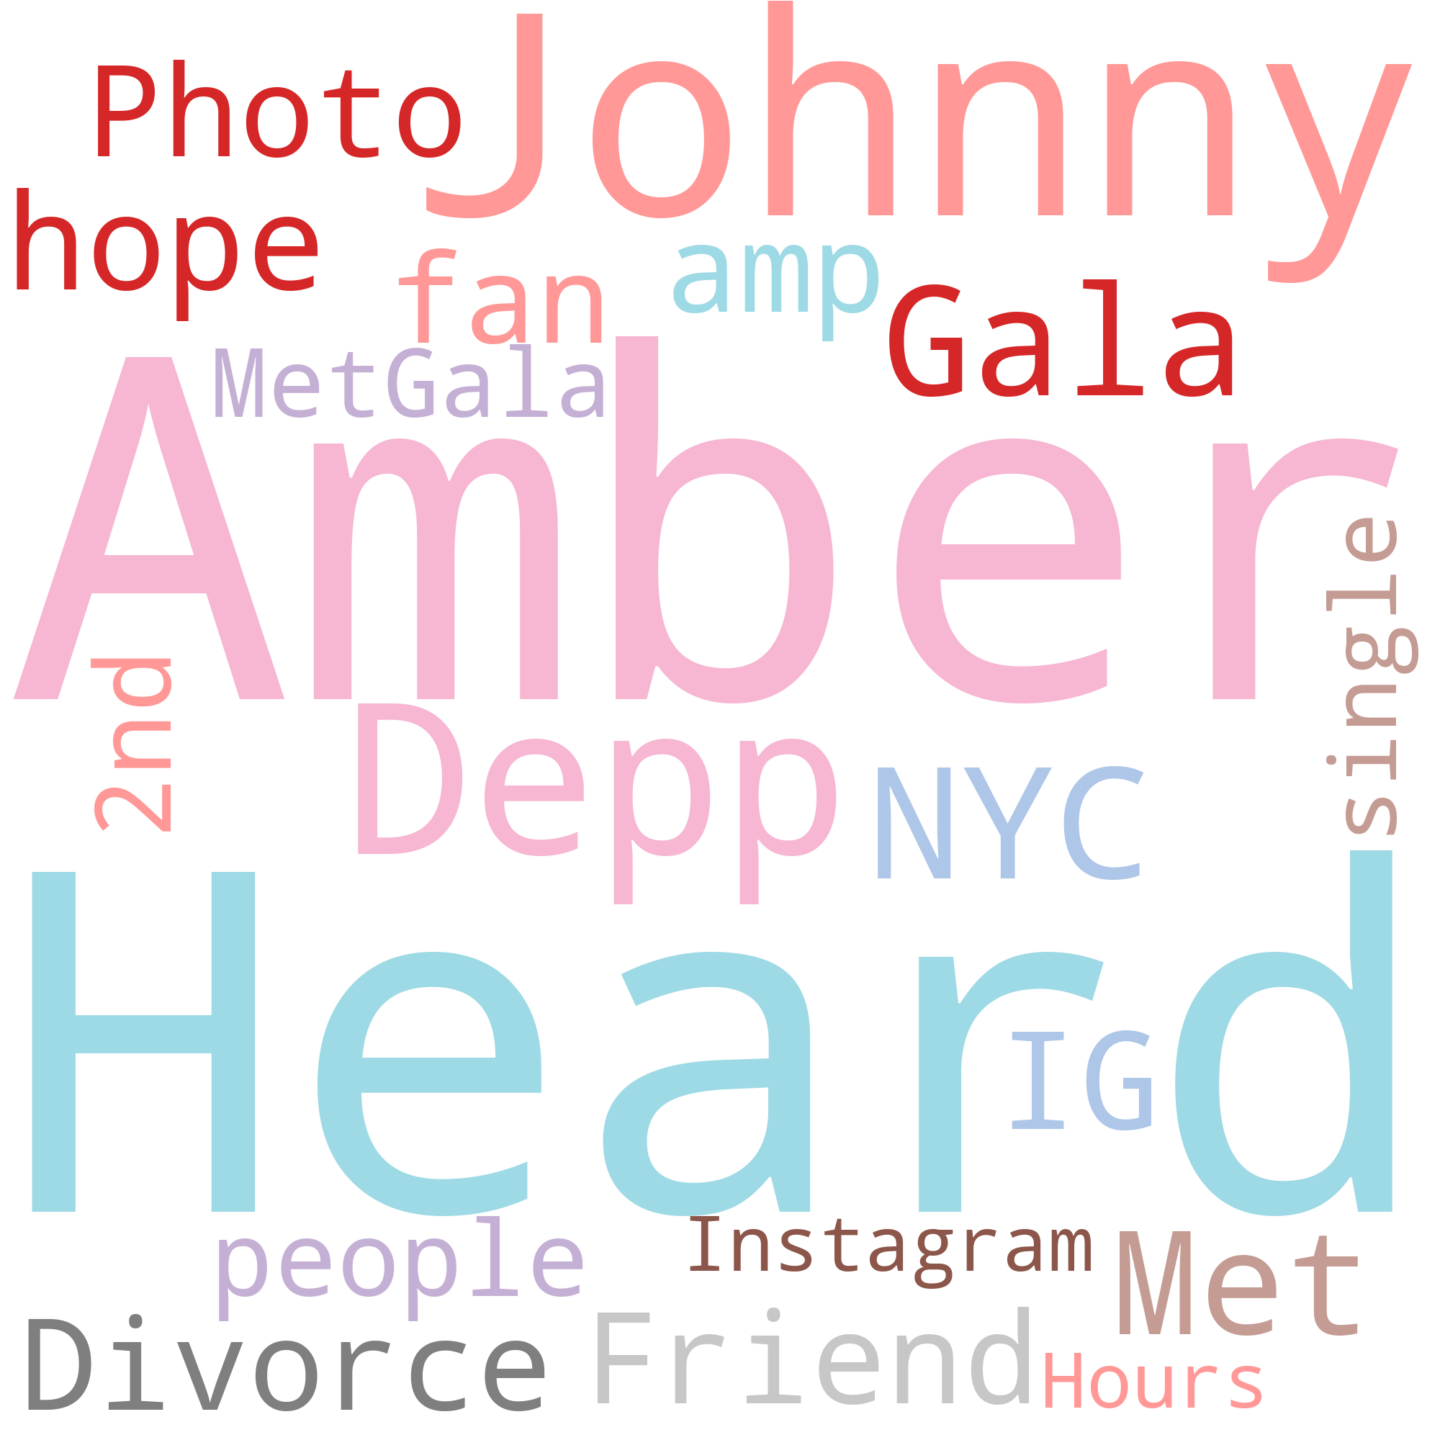 Johnny
Photo
hope
fan
amp
Gala
MetGala
Amber
single
2nd
Depp
NYC
Heard
IG
people
Instagram
Met
Divorce
Friend
Hours